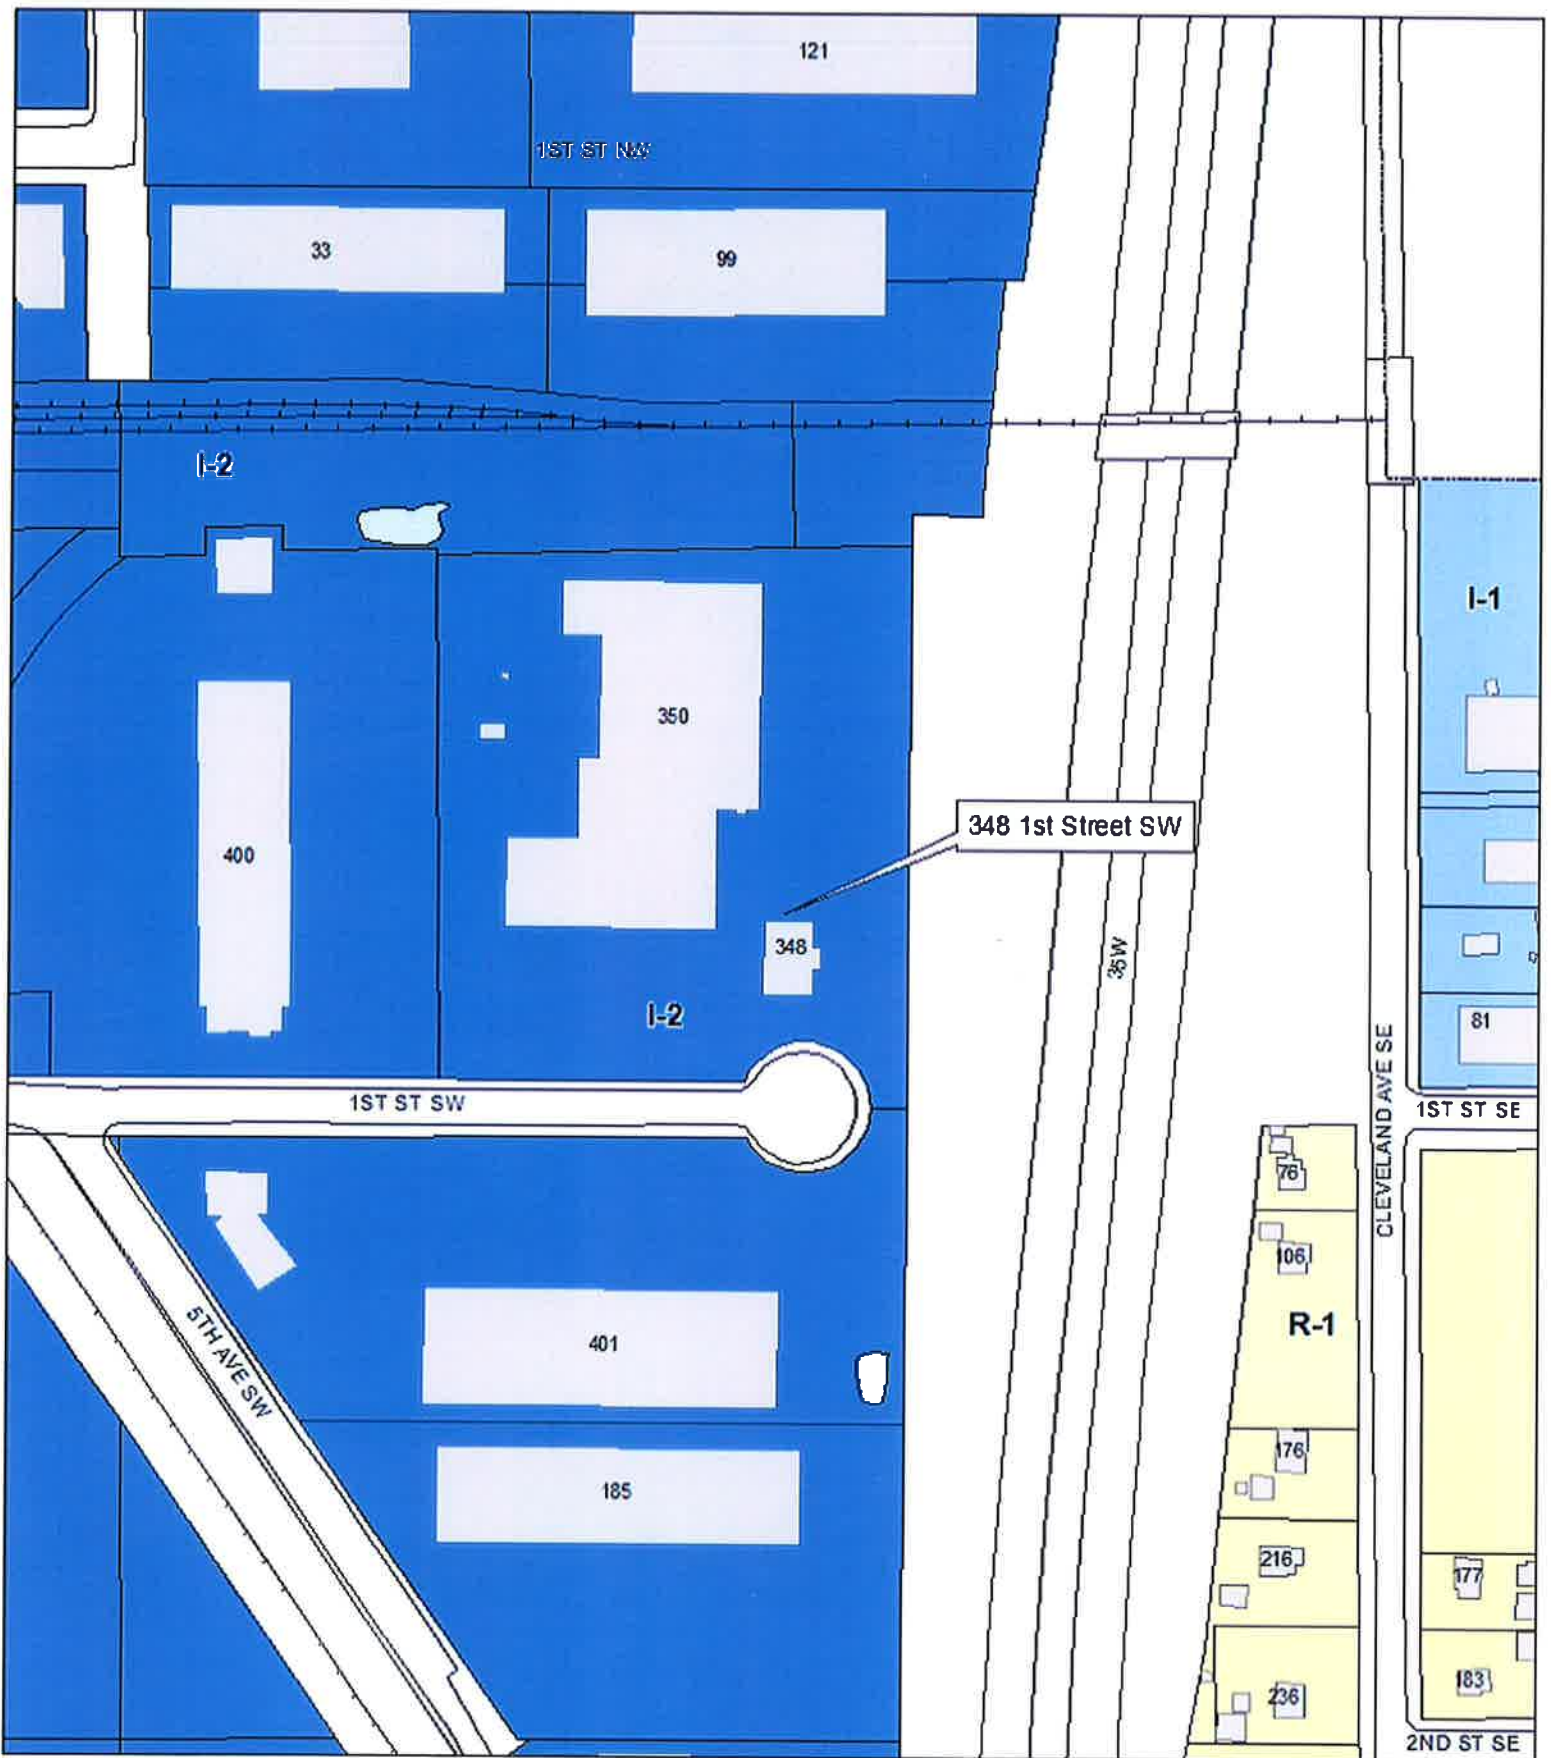 121
1ST ST NW
33
99
I-2
I-1
350
400
348 1st Street SW
348
35W
I-2
81
CLEVELAND AVE SE
1ST ST SW
1ST ST SE
76
106
R-1
5TH AVE SW
401
176
185
216
177
183
236
2ND ST SE